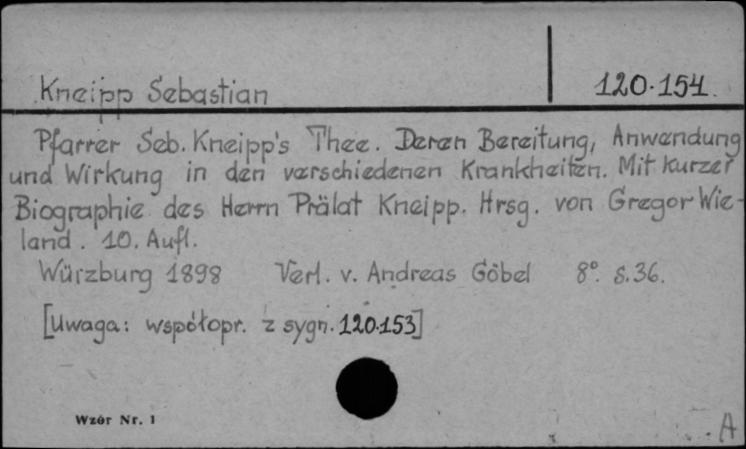 Kneipp Sebastian 120.154.
Pfarrer Seb. Kneipp's Thee. Deren Bereitung, Anwendung
und Wirkung in den verschiedenen Krankheiten. Mit kurzer
Biographie des Herrn Prälat Kneipp. Hrsg. von Gregor Wie-
land. 10. Aufl.
Würzburg 1898 Verl. v. Andreas Göbel 8°. S.36.
[Uwaga: współopr. z sygn. 120.153]
Wzór Nr. 1
A